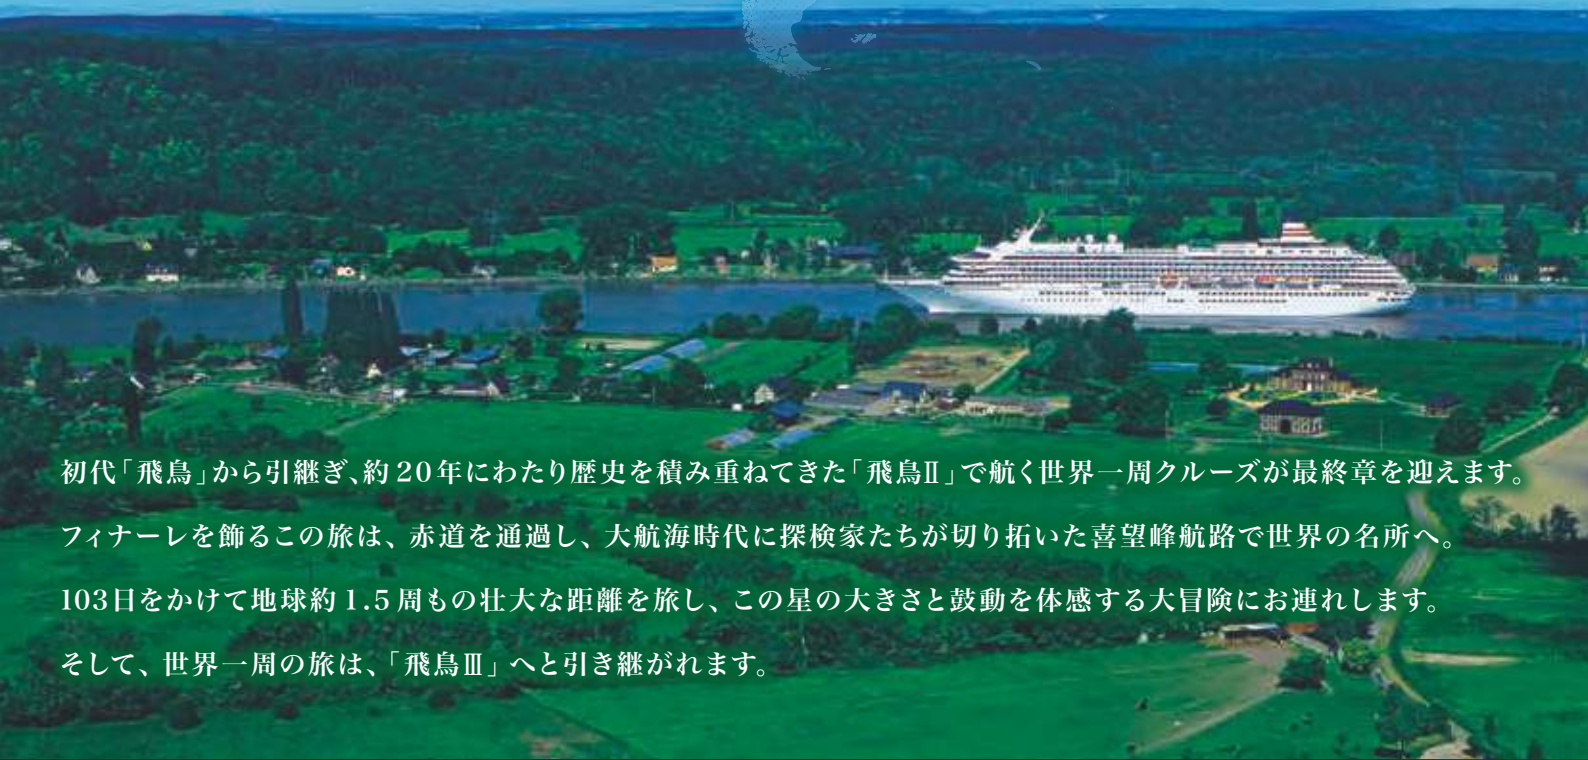 初代「飛鳥」から引継ぎ、約20年にわたり歴史を積み重ねてきた「飛鳥Ⅱ」で航く世界一周クルーズが最終章を迎えます。
フィナーレを飾るこの旅は、赤道を通過し、大航海時代に探検家たちが切り拓いた喜望峰航路で世界の名所へ。
103日をかけて地球約1.5周もの壮大な距離を旅し、この星の大きさと鼓動を体感する大冒険にお連れします。
そして、世界一周の旅は、「飛鳥Ⅲ」へと引き継がれます。